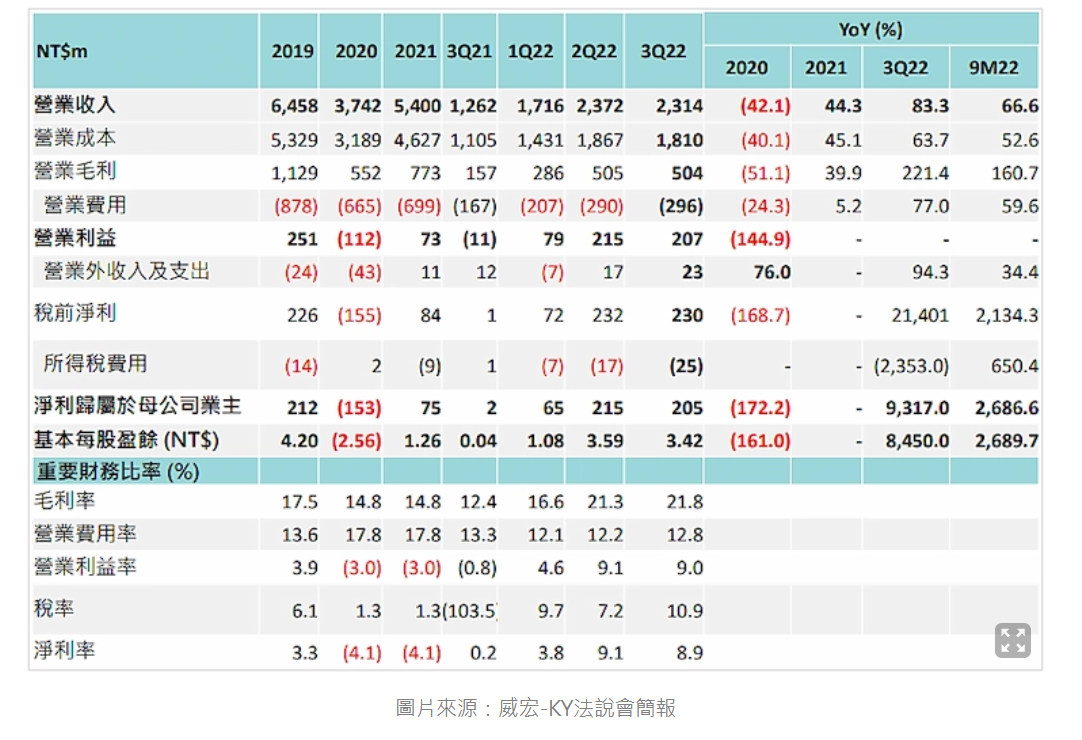 NT$m 2019 2020 2021 3Q21 1Q22 2Q22 3Q22 YoY (%)
2020 2021 3Q22 9M22
營業收入 6,458 3,742 5,400 1,262 1,716 2,372 2,314 (42.1) 44.3 83.3 66.6
營業成本 5,329 3,189 4,627 1,105 1,431 1,867 1,810 (40.1) 45.1 63.7 52.6
營業毛利 1,129 552 773 157 286 505 504 (51.1) 39.9 221.4 160.7
營業費用 (878) (665) (699) (167) (207) (290) (296) (24.3) 5.2 77.0 59.6
營業利益 251 (112) 73 (11) 79 215 207 (144.9) - - -
營業外收入及支出 (24) (43) 11 12 (7) 17 23 76.0 - 94.3 34.4
稅前淨利 226 (155) 84 1 72 232 230 (168.7) - 21,401 2,134.3
所得稅費用 (14) 2 (9) 1 (7) (17) (25) - - (2,353.0) 650.4
淨利歸屬於母公司業主 212 (153) 75 2 65 215 205 (172.2) - 9,317.0 2,686.6
基本每股盈餘 (NT$) 4.20 (2.56) 1.26 0.04 1.08 3.59 3.42 (161.0) - 8,450.0 2,689.7
重要財務比率 (%)
毛利率 17.5 14.8 14.8 12.4 16.6 21.3 21.8
營業費用率 13.6 17.8 17.8 13.3 12.1 12.2 12.8
營業利益率 3.9 (3.0) (3.0) (0.8) 4.6 9.1 9.0
稅率 6.1 1.3 1.3 (103.5) 9.7 7.2 10.9
淨利率 3.3 (4.1) (4.1) 0.2 3.8 9.1 8.9
圖片來源：威宏-KY法說會簡報